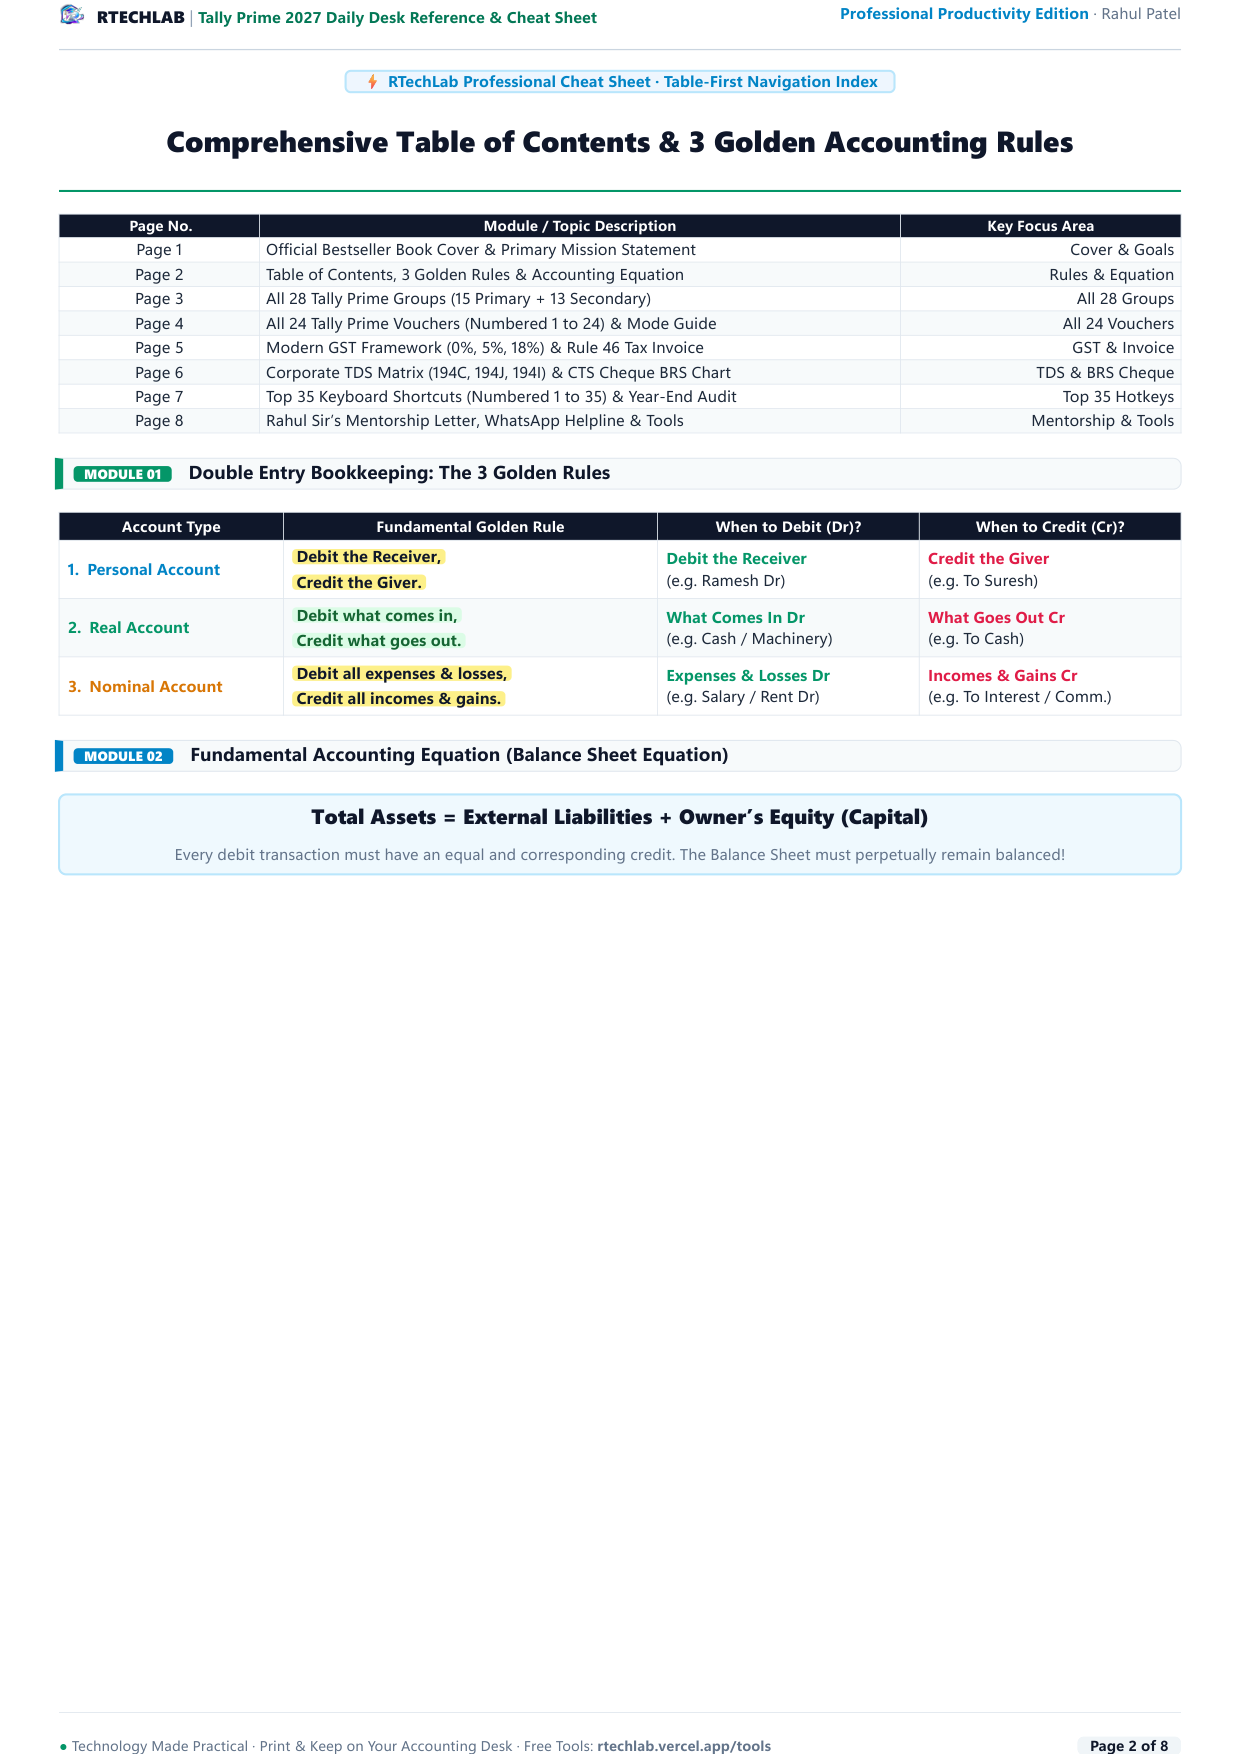 RTECHLAB | Tally Prime 2027 Daily Desk Reference & Cheat Sheet
Professional Productivity Edition · Rahul Patel
RTechLab Professional Cheat Sheet · Table-First Navigation Index
Comprehensive Table of Contents & 3 Golden Accounting Rules
Page No. Module / Topic Description Key Focus Area
Page 1 Official Bestseller Book Cover & Primary Mission Statement Cover & Goals
Page 2 Table of Contents, 3 Golden Rules & Accounting Equation Rules & Equation
Page 3 All 28 Tally Prime Groups (15 Primary + 13 Secondary) All 28 Groups
Page 4 All 24 Tally Prime Vouchers (Numbered 1 to 24) & Mode Guide All 24 Vouchers
Page 5 Modern GST Framework (0%, 5%, 18%) & Rule 46 Tax Invoice GST & Invoice
Page 6 Corporate TDS Matrix (194C, 194J, 194I) & CTS Cheque BRS Chart TDS & BRS Cheque
Page 7 Top 35 Keyboard Shortcuts (Numbered 1 to 35) & Year-End Audit Top 35 Hotkeys
Page 8 Rahul Sir's Mentorship Letter, WhatsApp Helpline & Tools Mentorship & Tools
MODULE 01 Double Entry Bookkeeping: The 3 Golden Rules
Account Type Fundamental Golden Rule When to Debit (Dr)? When to Credit (Cr)?
1. Personal Account
Debit the Receiver,
Credit the Giver.
Debit the Receiver
(e.g. Ramesh Dr)
Credit the Giver
(e.g. To Suresh)
2. Real Account
Debit what comes in,
Credit what goes out.
What Comes In Dr
(e.g. Cash / Machinery)
What Goes Out Cr
(e.g. To Cash)
3. Nominal Account
Debit all expenses & losses,
Credit all incomes & gains.
Expenses & Losses Dr
(e.g. Salary / Rent Dr)
Incomes & Gains Cr
(e.g. To Interest / Comm.)
MODULE 02 Fundamental Accounting Equation (Balance Sheet Equation)
Total Assets = External Liabilities + Owner's Equity (Capital)
Every debit transaction must have an equal and corresponding credit. The Balance Sheet must perpetually remain balanced!
● Technology Made Practical · Print & Keep on Your Accounting Desk · Free Tools: rtechlab.vercel.app/tools
Page 2 of 8